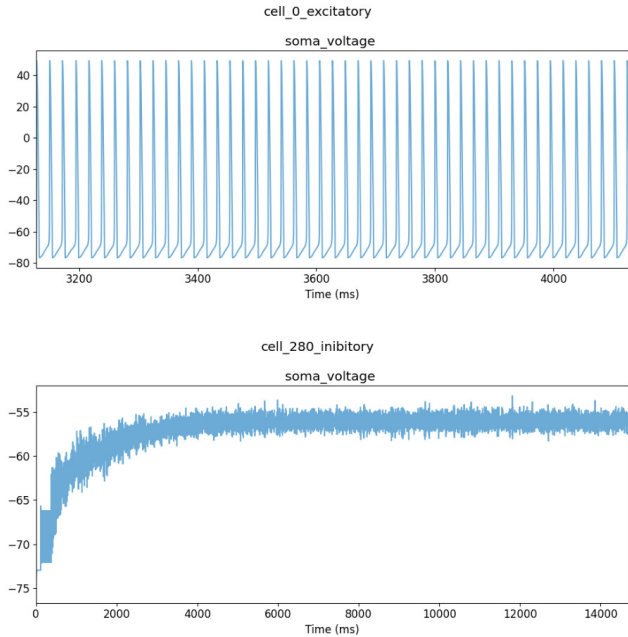 cell_0_excitatory
soma_voltage
40
20
0
−20
−40
−60
−80
3200 3400 3600 3800 4000
Time (ms)
cell_280_inibitory
soma_voltage
−55
−60
−65
−70
−75
0 2000 4000 6000 8000 10000 12000 14000
Time (ms)